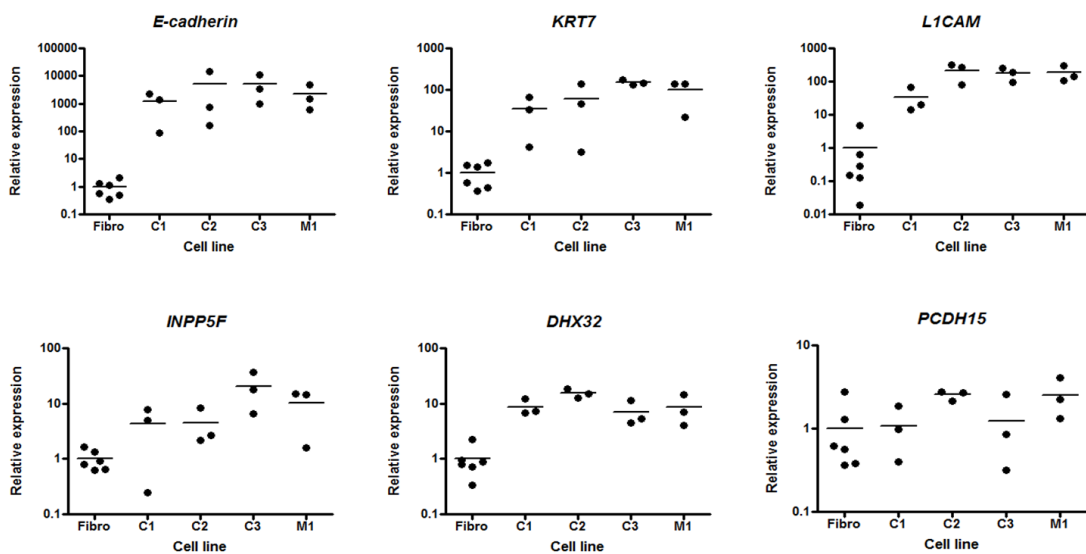 E-cadherin
Relative expression
100000
10000
1000
100
10
1
0.1
Fibro C1 C2 C3 M1
Cell line
KRT7
Relative expression
1000
100
10
1
0.1
Fibro C1 C2 C3 M1
Cell line
L1CAM
Relative expression
1000
100
10
1
0.1
0.01
Fibro C1 C2 C3 M1
Cell line
INPP5F
Relative expression
100
10
1
0.1
Fibro C1 C2 C3 M1
Cell line
DHX32
Relative expression
100
10
1
0.1
Fibro C1 C2 C3 M1
Cell line
PCDH15
Relative expression
10
1
0.1
Fibro C1 C2 C3 M1
Cell line